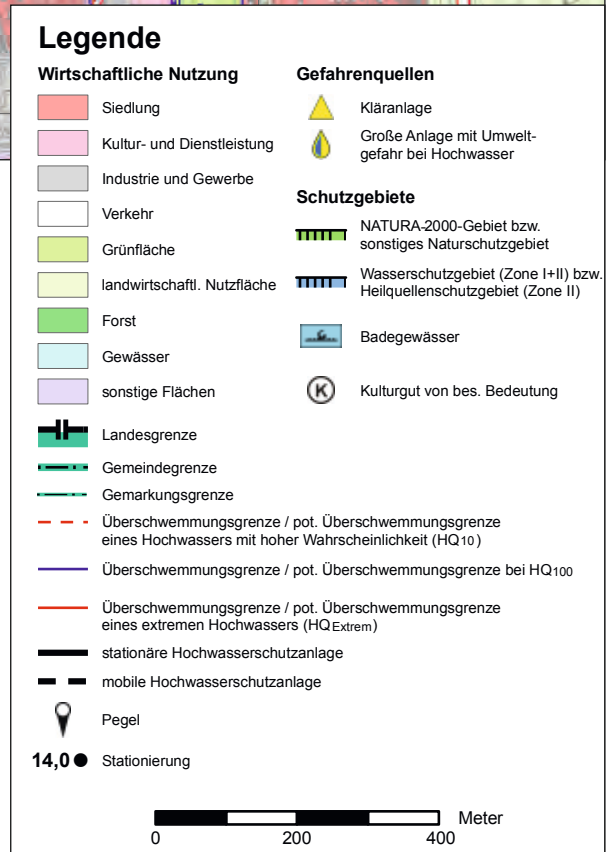 Legende
Wirtschaftliche Nutzung
Siedlung
Kultur- und Dienstleistung
Industrie und Gewerbe
Verkehr
Grünfläche
landwirtschaftl. Nutzfläche
Forst
Gewässer
sonstige Flächen
Landesgrenze
Gemeindegrenze
Gemarkungsgrenze
Überschwemmungsgrenze / pot. Überschwemmungsgrenze
eines Hochwassers mit hoher Wahrscheinlichkeit (HQ10)
Überschwemmungsgrenze / pot. Überschwemmungsgrenze bei HQ100
Überschwemmungsgrenze / pot. Überschwemmungsgrenze
eines extremen Hochwassers (HQExtrem)
stationäre Hochwasserschutzanlage
mobile Hochwasserschutzanlage
Pegel
14,0 Stationierung
Gefahrenquellen
Kläranlage
Große Anlage mit Umwelt-
gefahr bei Hochwasser
Schutzgebiete
NATURA-2000-Gebiet bzw.
sonstiges Naturschutzgebiet
Wasserschutzgebiet (Zone I+II) bzw.
Heilquellenschutzgebiet (Zone II)
Badegewässer
K Kulturgut von bes. Bedeutung
Meter
0 200 400